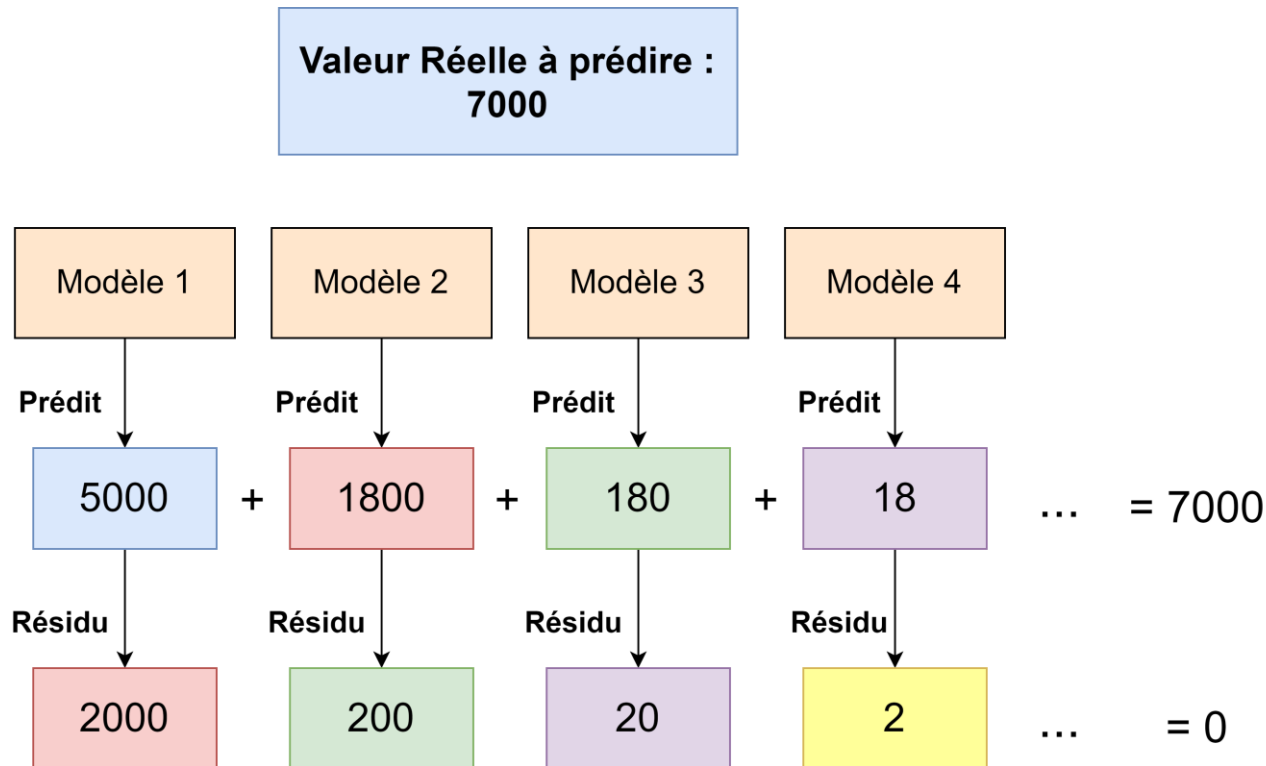 Valeur Réelle à prédire :
7000
Modèle 1 Modèle 2 Modèle 3 Modèle 4
Prédit Prédit Prédit Prédit
5000 + 1800 + 180 + 18 ... = 7000
Résidu Résidu Résidu Résidu
2000 200 20 2 ... = 0